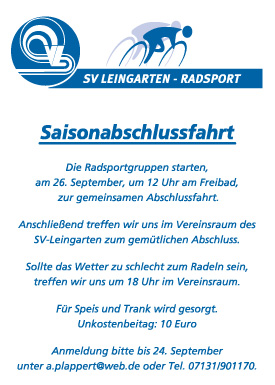 SV LEINGARTEN - RADSPORT
Saisonabschlussfahrt
Die Radsportgruppen starten,
am 26. September, um 12 Uhr am Freibad,
zur gemeinsamen Abschlussfahrt.
Anschließend treffen wir uns im Vereinsraum des
SV-Leingarten zum gemütlichen Abschluss.
Sollte das Wetter zu schlecht zum Radeln sein,
treffen wir uns um 18 Uhr im Vereinsraum.
Für Speis und Trank wird gesorgt.
Unkostenbeitag: 10 Euro
Anmeldung bitte bis 24. September
unter a.plappert@web.de oder Tel. 07131/901170.